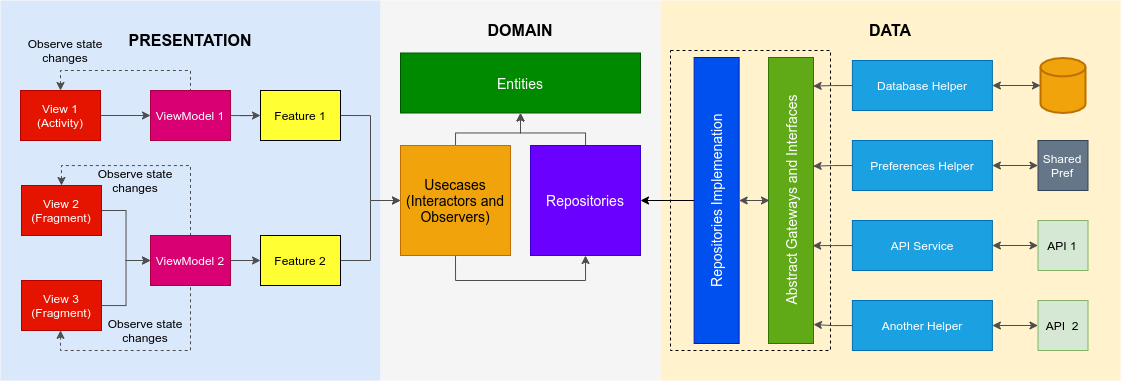 PRESENTATION
Observe state
changes
View 1
(Activity)
ViewModel 1
Feature 1
Observe state
changes
View 2
(Fragment)
ViewModel 2
Feature 2
View 3
(Fragment)
Observe state
changes
DOMAIN
Entities
Usecases
(Interactors and
Observers)
Repositories
DATA
Repositories Implemenation
Abstract Gateways and Interfaces
Database Helper
Preferences Helper
Shared
Pref
API Service
API 1
Another Helper
API 2